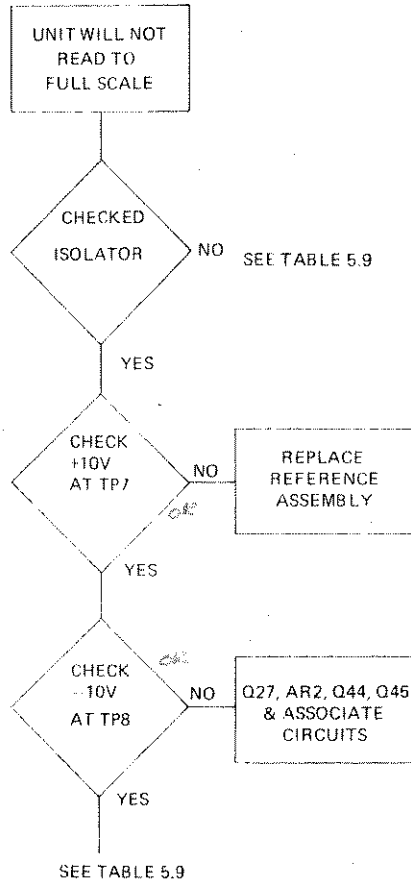 UNIT WILL NOT
READ TO
FULL SCALE
CHECKED
ISOLATOR
NO
SEE TABLE 5.9
YES
CHECK
+10V
AT TP7
NO
REPLACE
REFERENCE
ASSEMBLY
OK
YES
OK
CHECK
-10V
AT TP8
NO
Q27, AR2, Q44, Q45
& ASSOCIATE
CIRCUITS
YES
SEE TABLE 5.9